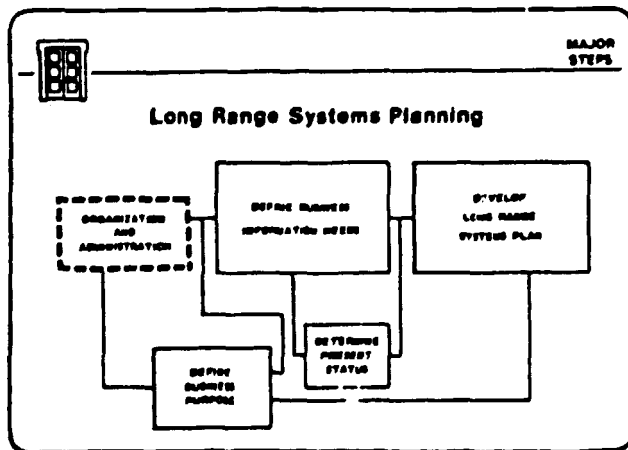 MAJOR
STEPS
Long Range Systems Planning
ORGANIZATION
AND
ADMINISTRATION
DEFINE BUSINESS
INFORMATION NEEDS
DEVELOP
LONG RANGE
SYSTEMS PLAN
DETERMINE
PRESENT
STATUS
DEFINE
BUSINESS
PURPOSE